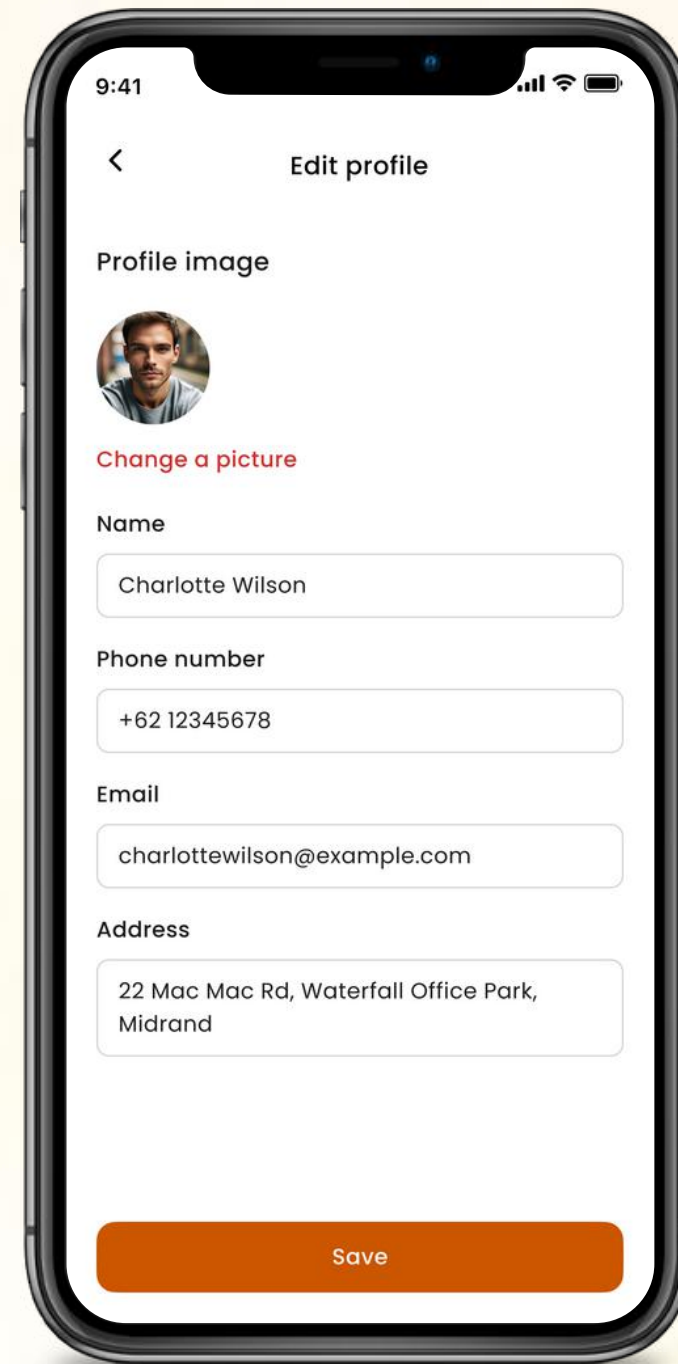 9:41
Edit profile
Profile image
Change a picture
Name
Charlotte Wilson
Phone number
+62 12345678
Email
charlottewilson@example.com
Address
22 Mac Mac Rd, Waterfall Office Park,
Midrand
Save